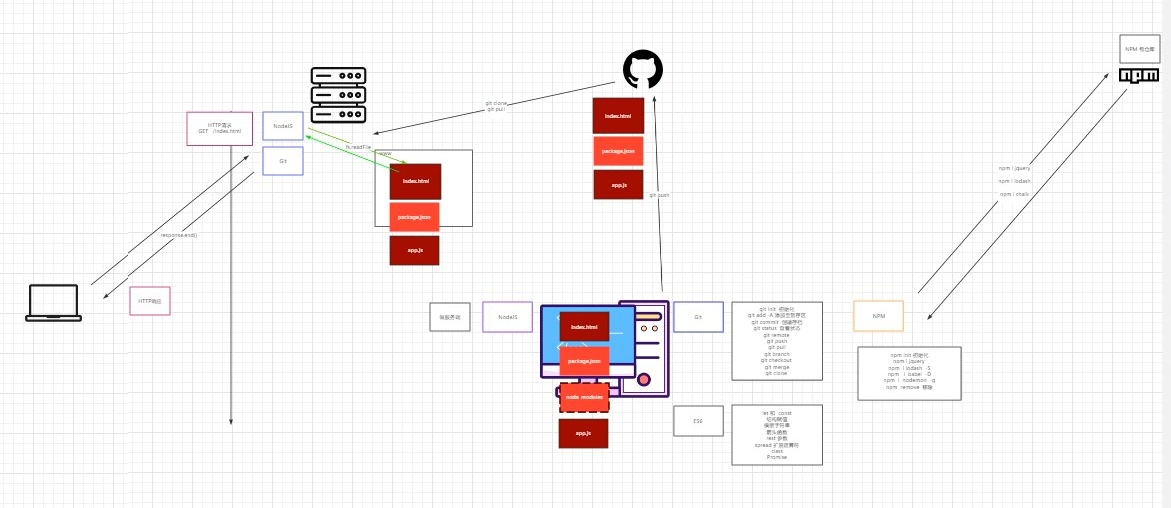 NPM 包仓库
npm
git clone
git pull
HTTP请求
GET /index.html
NodeJS
Git
fs.readFile
www
index.html
package.json
app.js
index.html
package.json
app.js
git push
npm i jquery
npm i lodash
npm i chalk
response.end()
HTTP响应
NodeJS
index.html
package.json
node_modules
app.js
Git
git init 初始化
git add -A 添加至暂存区
git commit 创建存档
git status 查看状态
git remote
git push
git pull
git branch
git checkout
git merge
git clone
NPM
npm init 初始化
npm i jquery
npm i lodash -S
npm i babel -D
npm i nodemon -g
npm remove 移除
ES6
let 和 const
结构赋值
模板字符串
箭头函数
rest 参数
spread 扩展运算符
class
Promise